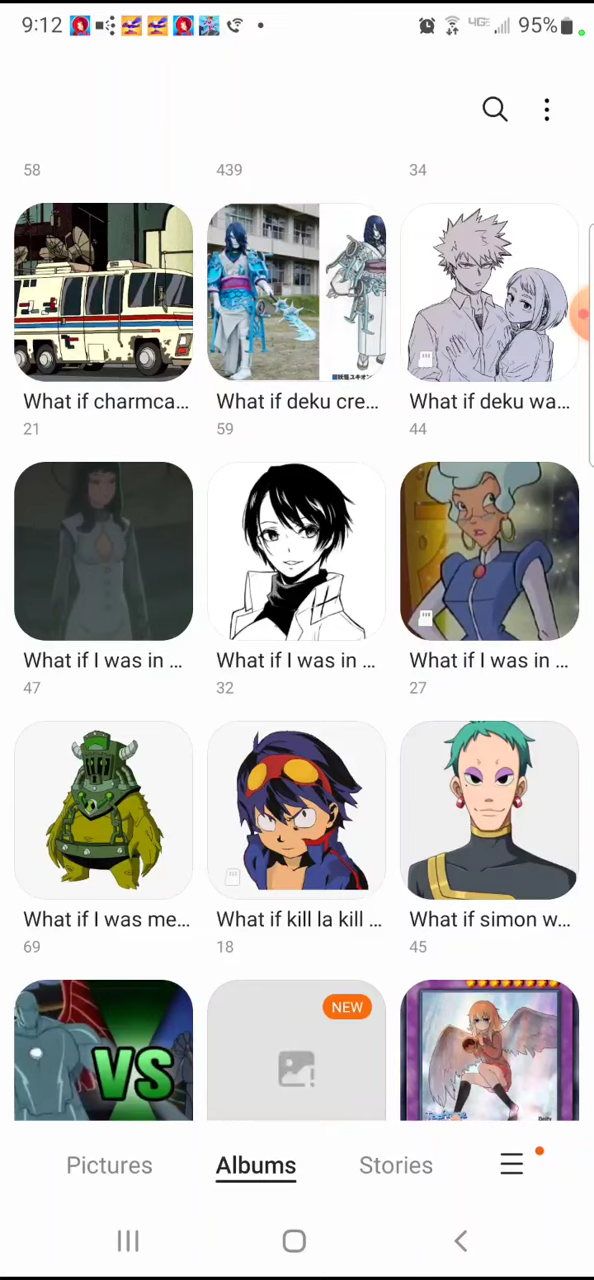 9:12
4G
95%
58
439
34
What if charmca...
What if deku cre...
What if deku wa...
21
59
44
What if I was in ...
What if I was in ...
What if I was in ...
47
32
27
What if I was me...
What if kill la kill ...
What if simon w...
69
18
45
VS
NEW
Pictures
Albums
Stories